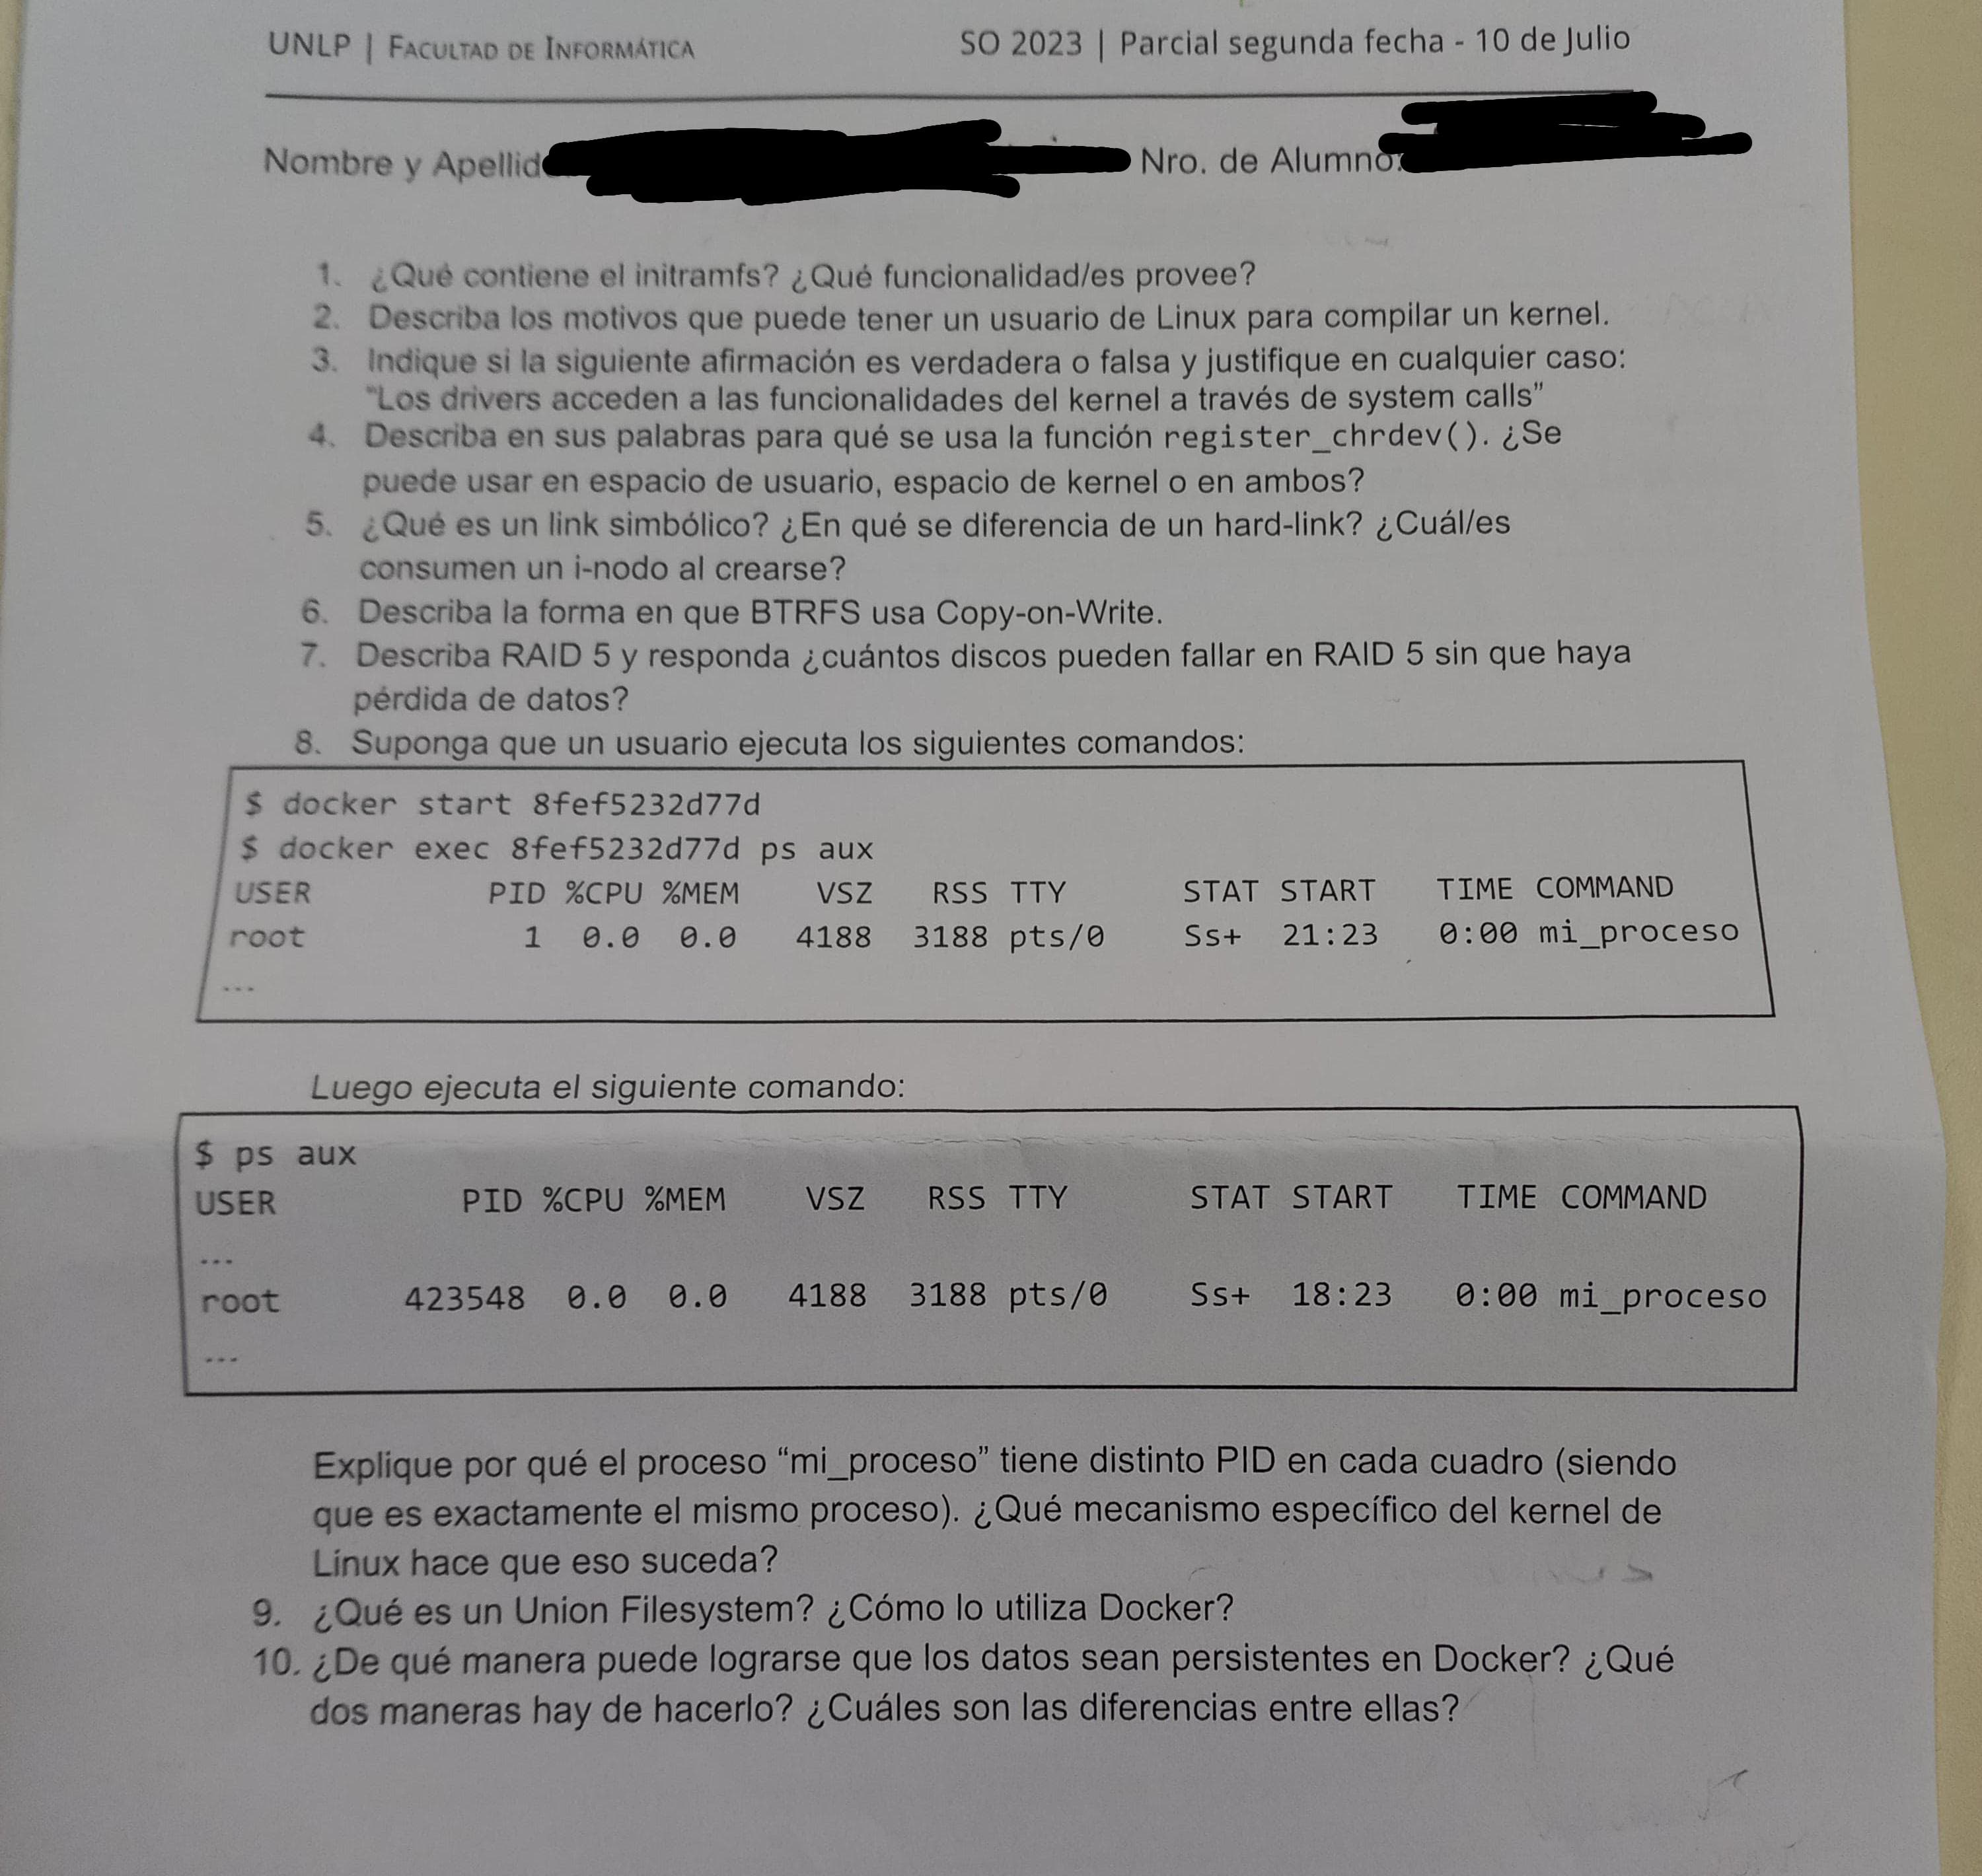 UNLP | FACULTAD DE INFORMÁTICA SO 2023 | Parcial segunda fecha - 10 de Julio
Nombre y Apellid Nro. de Alumno:
1. ¿Qué contiene el initramfs? ¿Qué funcionalidad/es provee?
2. Describa los motivos que puede tener un usuario de Linux para compilar un kernel.
3. Indique si la siguiente afirmación es verdadera o falsa y justifique en cualquier caso:
"Los drivers acceden a las funcionalidades del kernel a través de system calls"
4. Describa en sus palabras para qué se usa la función register_chrdev(). ¿Se
puede usar en espacio de usuario, espacio de kernel o en ambos?
5. ¿Qué es un link simbólico? ¿En qué se diferencia de un hard-link? ¿Cuál/es
consumen un i-nodo al crearse?
6. Describa la forma en que BTRFS usa Copy-on-Write.
7. Describa RAID 5 y responda ¿cuántos discos pueden fallar en RAID 5 sin que haya
pérdida de datos?
8. Suponga que un usuario ejecuta los siguientes comandos:
$ docker start 8fef5232d77d
$ docker exec 8fef5232d77d ps aux
USER PID %CPU %MEM VSZ RSS TTY STAT START TIME COMMAND
root 1 0.0 0.0 4188 3188 pts/0 Ss+ 21:23 0:00 mi_proceso
...
Luego ejecuta el siguiente comando:
$ ps aux
USER PID %CPU %MEM VSZ RSS TTY STAT START TIME COMMAND
...
root 423548 0.0 0.0 4188 3188 pts/0 Ss+ 18:23 0:00 mi_proceso
...
Explique por qué el proceso “mi_proceso” tiene distinto PID en cada cuadro (siendo
que es exactamente el mismo proceso). ¿Qué mecanismo específico del kernel de
Linux hace que eso suceda?
9. ¿Qué es un Union Filesystem? ¿Cómo lo utiliza Docker?
10. ¿De qué manera puede lograrse que los datos sean persistentes en Docker? ¿Qué
dos maneras hay de hacerlo? ¿Cuáles son las diferencias entre ellas?